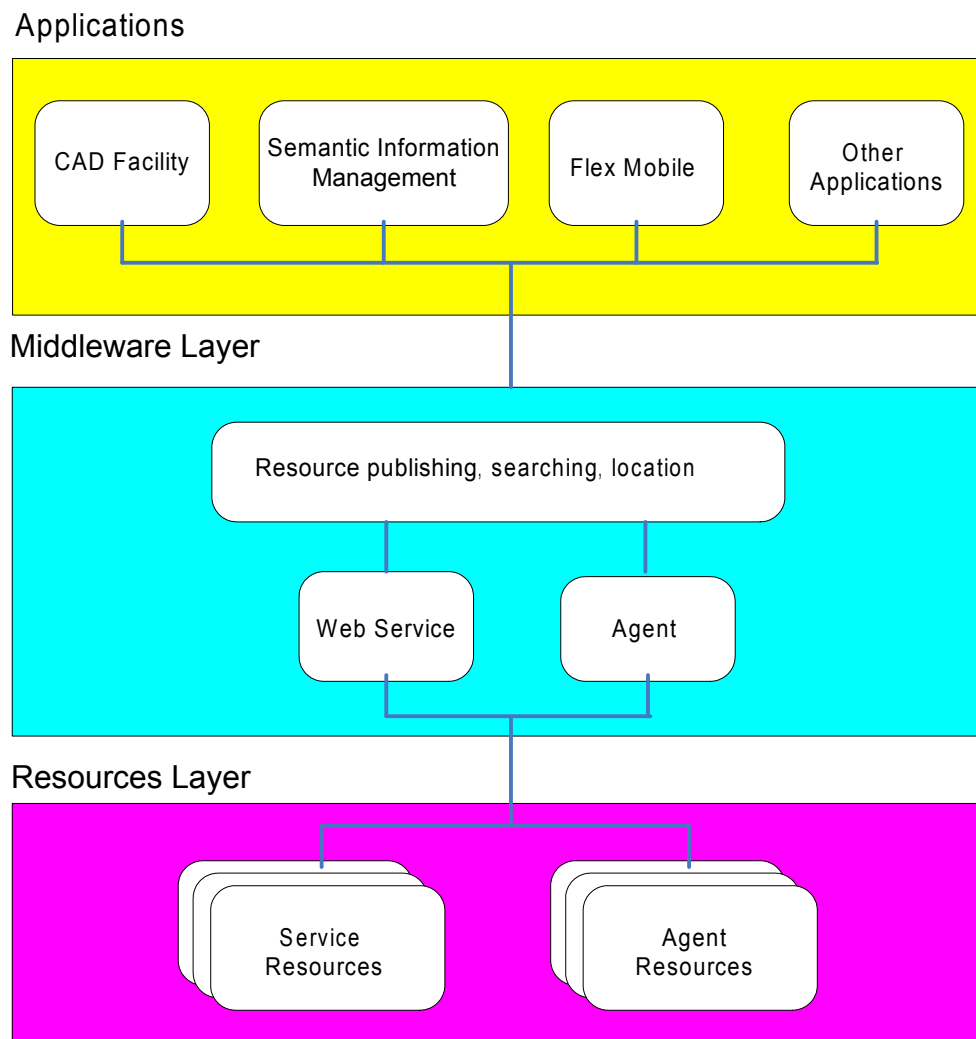 Applications
CAD Facility
Semantic Information
Management
Flex Mobile
Other
Applications
Middleware Layer
Resource publishing, searching, location
Web Service
Agent
Resources Layer
Service
Resources
Agent
Resources